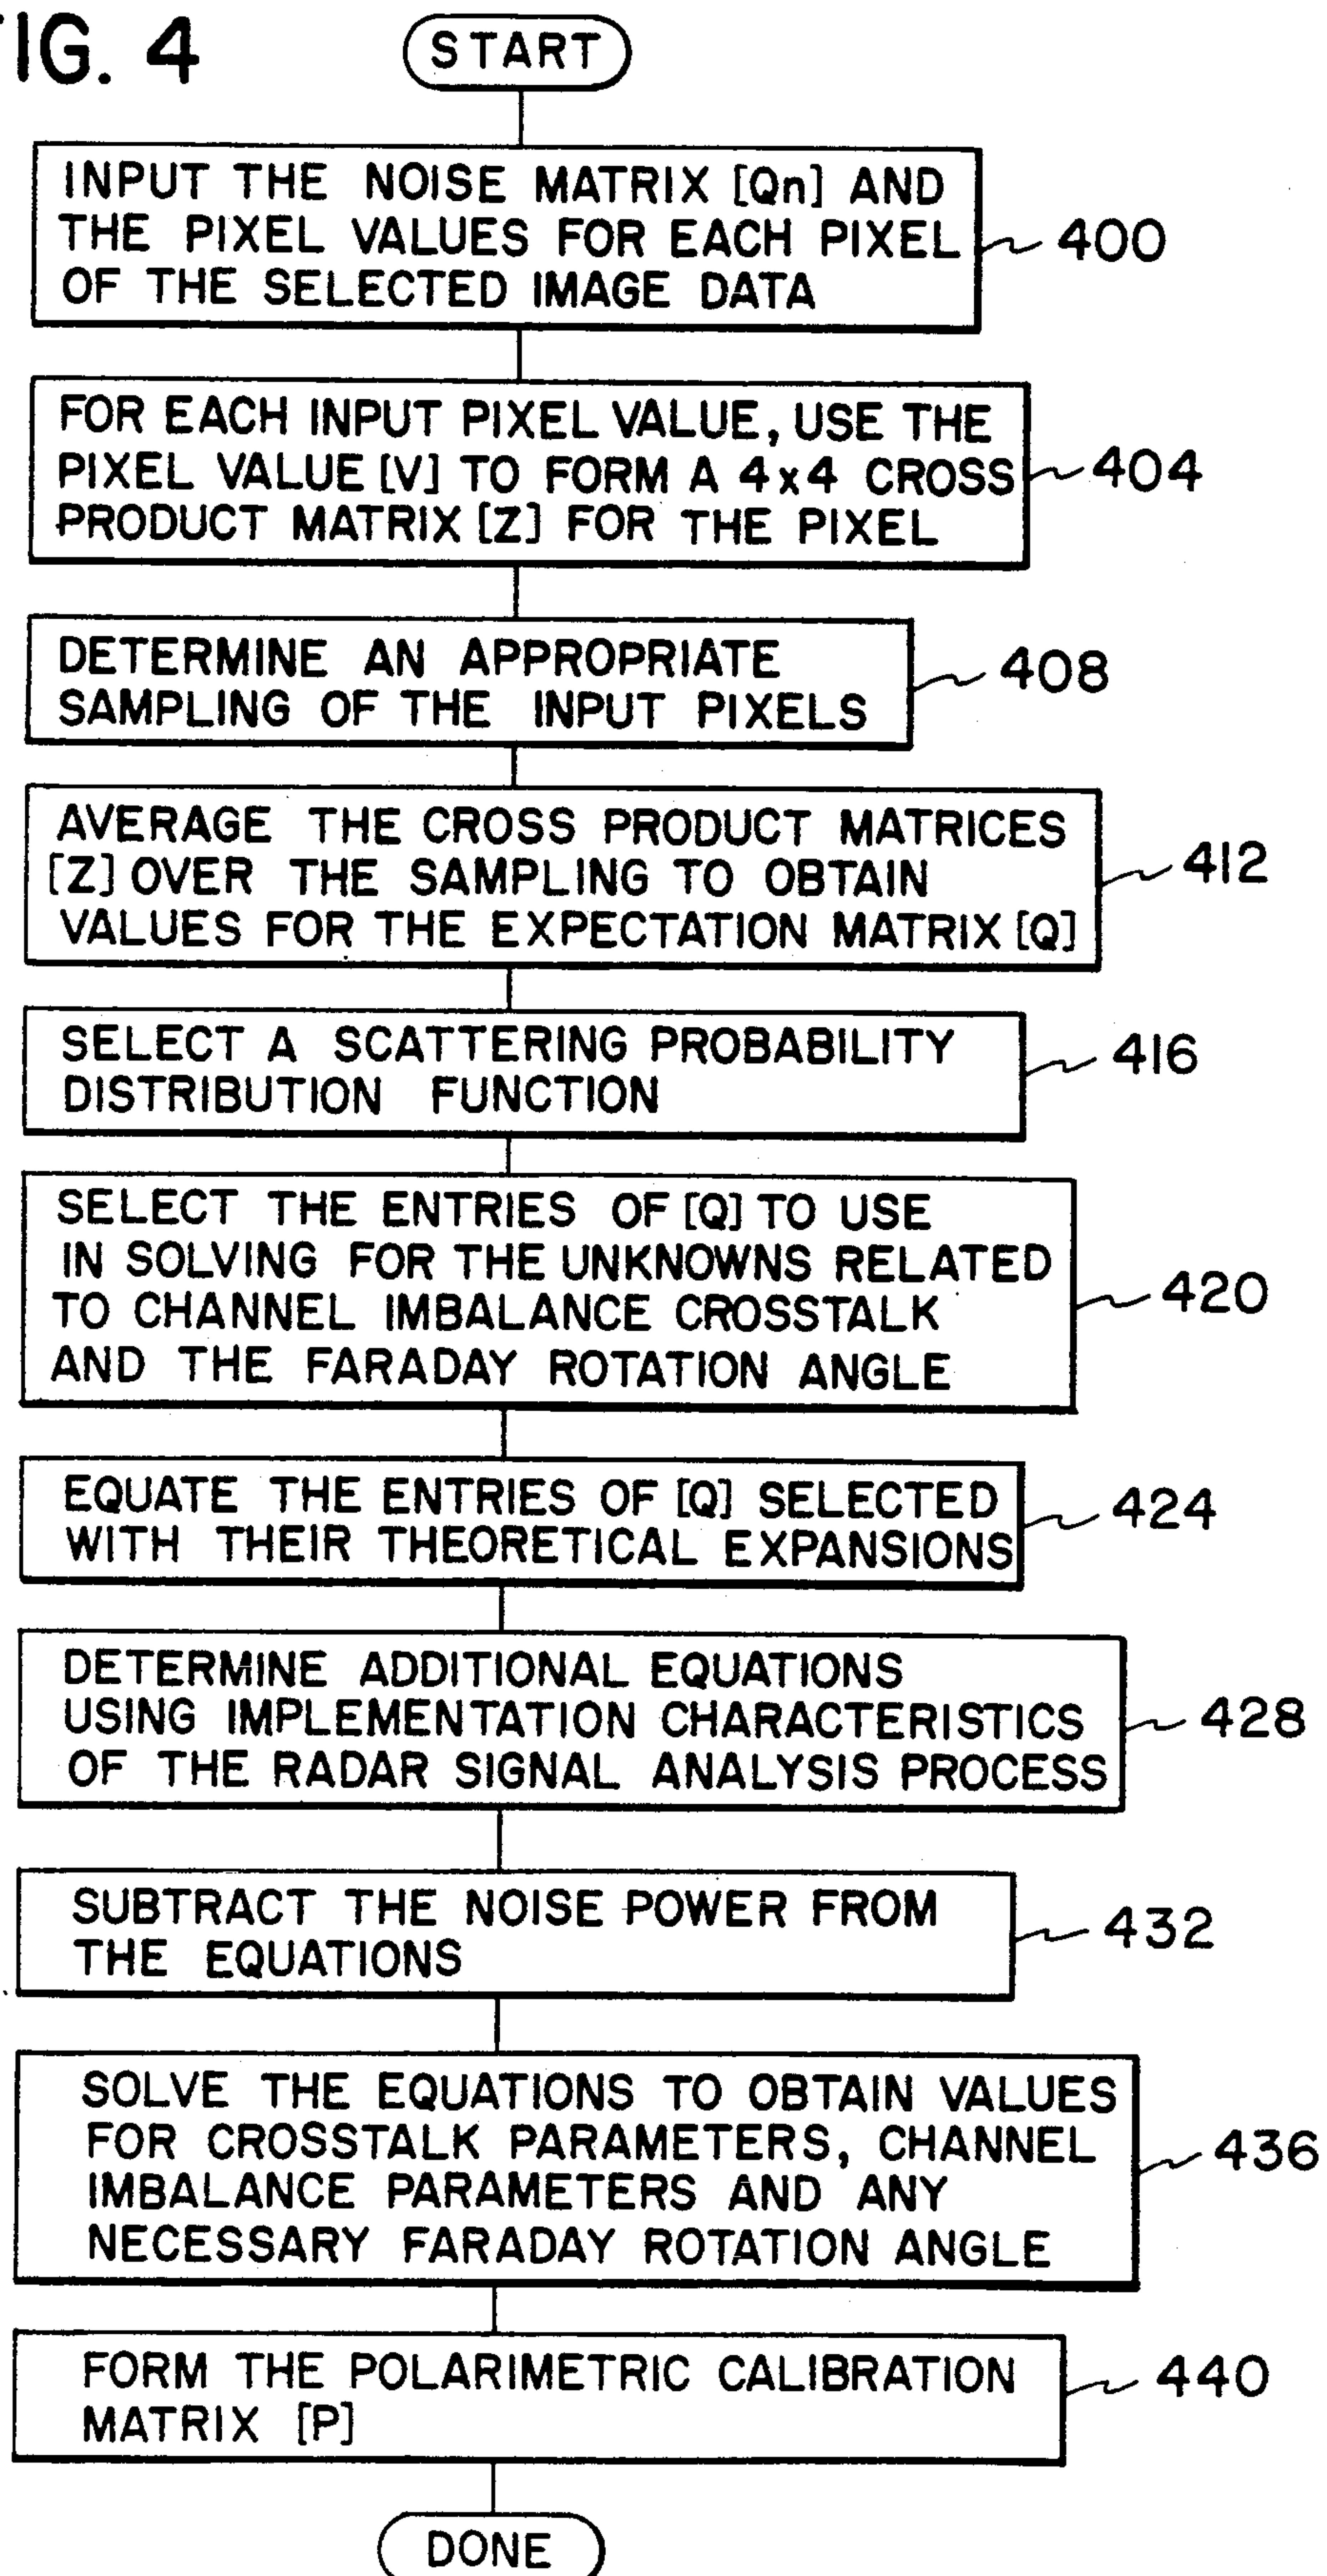 FIG. 4
START
INPUT THE NOISE MATRIX [Qn] AND
THE PIXEL VALUES FOR EACH PIXEL
OF THE SELECTED IMAGE DATA
400
FOR EACH INPUT PIXEL VALUE, USE THE
PIXEL VALUE [V] TO FORM A 4x4 CROSS
PRODUCT MATRIX [Z] FOR THE PIXEL
404
DETERMINE AN APPROPRIATE
SAMPLING OF THE INPUT PIXELS
408
AVERAGE THE CROSS PRODUCT MATRICES
[Z] OVER THE SAMPLING TO OBTAIN
VALUES FOR THE EXPECTATION MATRIX [Q]
412
SELECT A SCATTERING PROBABILITY
DISTRIBUTION FUNCTION
416
SELECT THE ENTRIES OF [Q] TO USE
IN SOLVING FOR THE UNKNOWNS RELATED
TO CHANNEL IMBALANCE CROSSTALK
AND THE FARADAY ROTATION ANGLE
420
EQUATE THE ENTRIES OF [Q] SELECTED
WITH THEIR THEORETICAL EXPANSIONS
424
DETERMINE ADDITIONAL EQUATIONS
USING IMPLEMENTATION CHARACTERISTICS
OF THE RADAR SIGNAL ANALYSIS PROCESS
428
SUBTRACT THE NOISE POWER FROM
THE EQUATIONS
432
SOLVE THE EQUATIONS TO OBTAIN VALUES
FOR CROSSTALK PARAMETERS, CHANNEL
IMBALANCE PARAMETERS AND ANY
NECESSARY FARADAY ROTATION ANGLE
436
FORM THE POLARIMETRIC CALIBRATION
MATRIX [P]
440
DONE